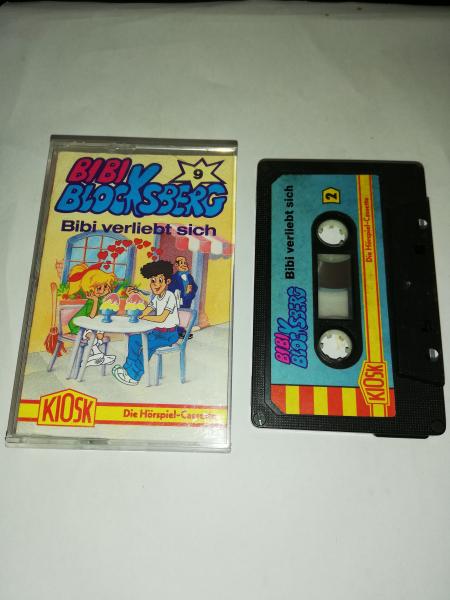 BIBI
BLOCKSBERG
9
Bibi verliebt sich
KIOSK
Die Hörspiel-Cassette
BIBI
BLOCKSBERG
Bibi verliebt sich
2
KIOSK
Die Hörspiel-Cassette